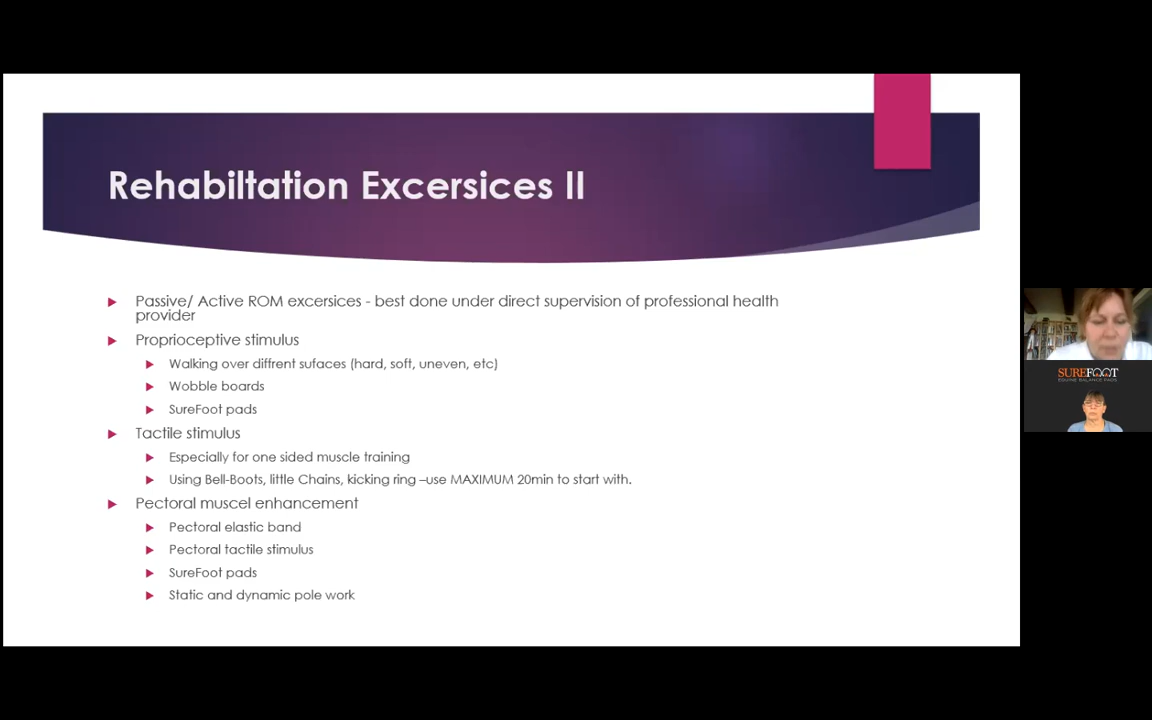 Rehabiltation Excersices II
Passive/ Active ROM excersices - best done under direct supervision of professional health
provider
Proprioceptive stimulus
Walking over diffrent sufaces (hard, soft, uneven, etc)
Wobble boards
SureFoot pads
Tactile stimulus
Especially for one sided muscle training
Using Bell-Boots, little Chains, kicking ring –use MAXIMUM 20min to start with.
Pectoral muscel enhancement
Pectoral elastic band
Pectoral tactile stimulus
SureFoot pads
Static and dynamic pole work
SUREFOOT
EQUINE BALANCE PADS